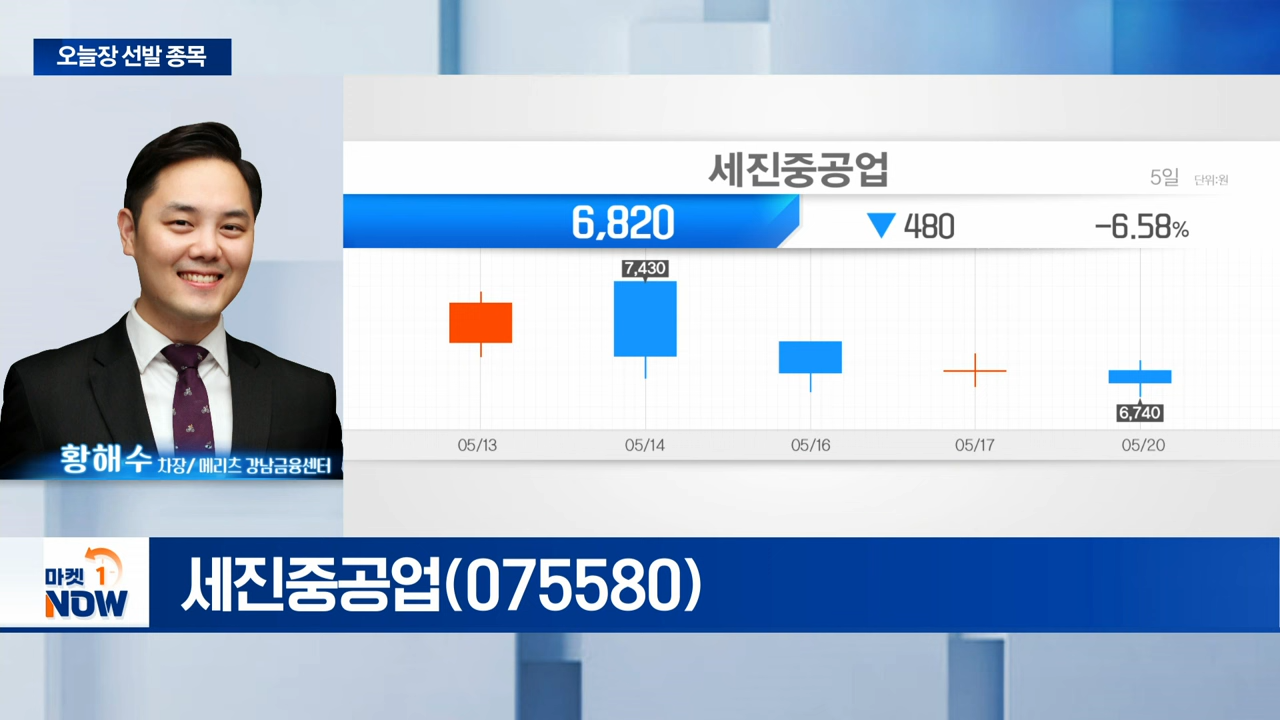 오늘장 선발 종목
세진중공업
5일 단위:원
6,820 ▼ 480 -6.58%
7,430
6,740
05/13 05/14 05/16 05/17 05/20
황해수 차장/ 메리츠 강남금융센터
마켓 1
NOW
세진중공업(075580)